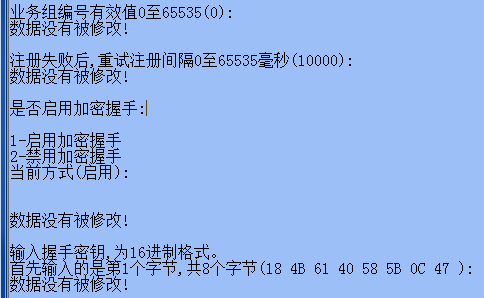 业务组编号有效值0至65535(0):
数据没有被修改!
注册失败后,重试注册间隔0至65535毫秒(10000):
数据没有被修改!
是否启用加密握手:
1-启用加密握手
2-禁用加密握手
当前方式(启用):
数据没有被修改!
输入握手密钥,为16进制格式。
首先输入的是第1个字节,共8个字节(18 4B 61 40 58 5B 0C 47 ):
数据没有被修改!